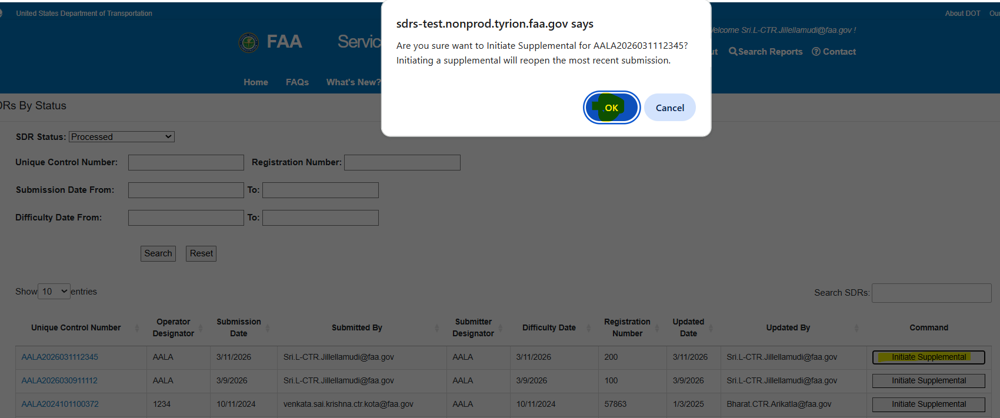 United States Department of Transportation
About DOT
sdrs-test.nonprod.tyrion.faa.gov says
Are you sure want to Initiate Supplemental for AALA2026031112345?
Initiating a supplemental will reopen the most recent submission.
OK
Cancel
Sri.L-CTR.Jillellamudi@faa.gov !
FAA
Search Reports
Contact
Home
FAQs
What's New?
By Status
SDR Status: Processed
Unique Control Number:
Registration Number:
Submission Date From:
To:
Difficulty Date From:
To:
Search
Reset
Show 10 entries
Search SDRs:
Unique Control Number Operator Designator Submission Date Submitted By Submitter Designator Difficulty Date Registration Number Updated Date Updated By Command
AALA2026031112345 AALA 3/11/2026 Sri.L-CTR.Jillellamudi@faa.gov AALA 3/11/2026 200 3/11/2026 Sri.L-CTR.Jillellamudi@faa.gov Initiate Supplemental
AALA2026030911112 AALA 3/9/2026 Sri.L-CTR.Jillellamudi@faa.gov AALA 3/9/2026 100 3/9/2026 Sri.L-CTR.Jillellamudi@faa.gov Initiate Supplemental
AALA2024101100372 1234 10/11/2024 venkata.sai.krishna.ctr.kota@faa.gov AALA 10/11/2024 57863 1/3/2025 Bharat.CTR.Arikatla@faa.gov Initiate Supplemental